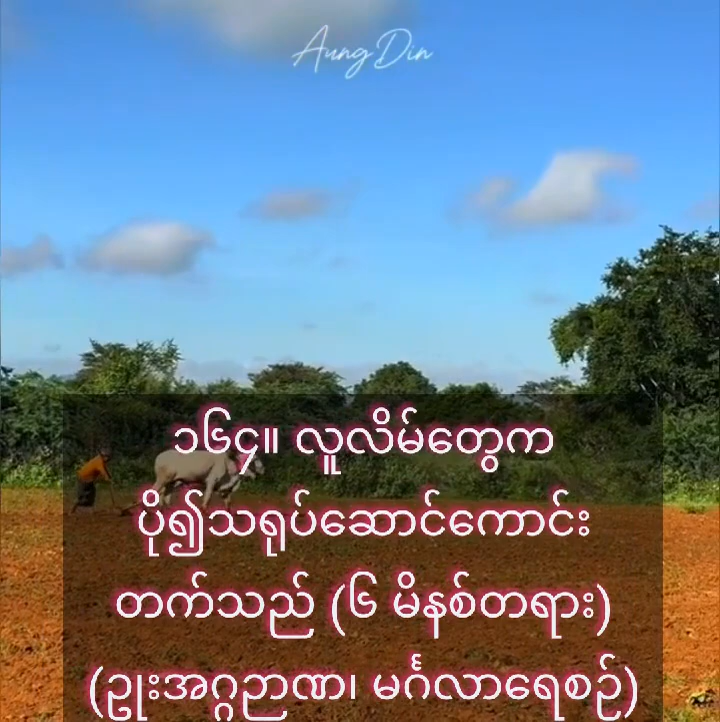 Aung Din
၁၆၄။ လူလိမ်တွေက
ပို၍သရုပ်ဆောင်ကောင်း
တက်သည် (၆ မိနစ်တရား)
(ဥူးအဂ္ဂဉာဏ၊ မင်္ဂလာရေစဉ်)